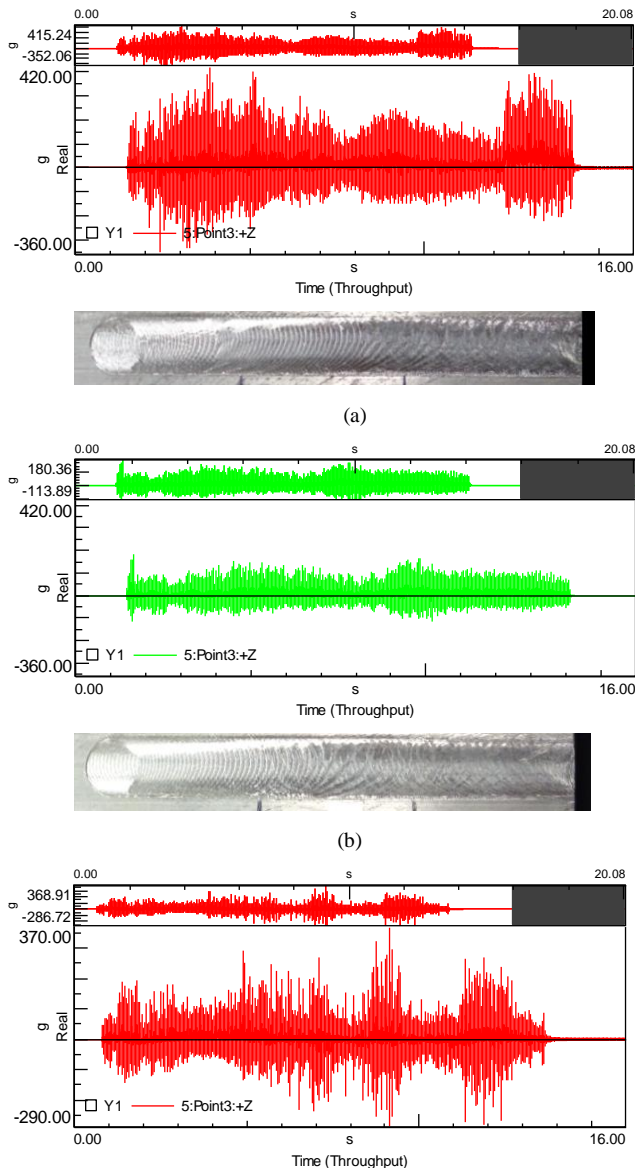 0.00 s 20.08
g 415.24
-352.06
420.00
g
Real
-360.00
Y1 5:Point3:+Z
0.00 s 16.00
Time (Throughput)
(a)
0.00 s 20.08
g 180.36
-113.89
420.00
g
Real
-360.00
Y1 5:Point3:+Z
0.00 s 16.00
Time (Throughput)
(b)
0.00 s 20.08
g 368.91
-286.72
370.00
g
Real
-290.00
Y1 5:Point3:+Z
0.00 s 16.00
Time (Throughput)